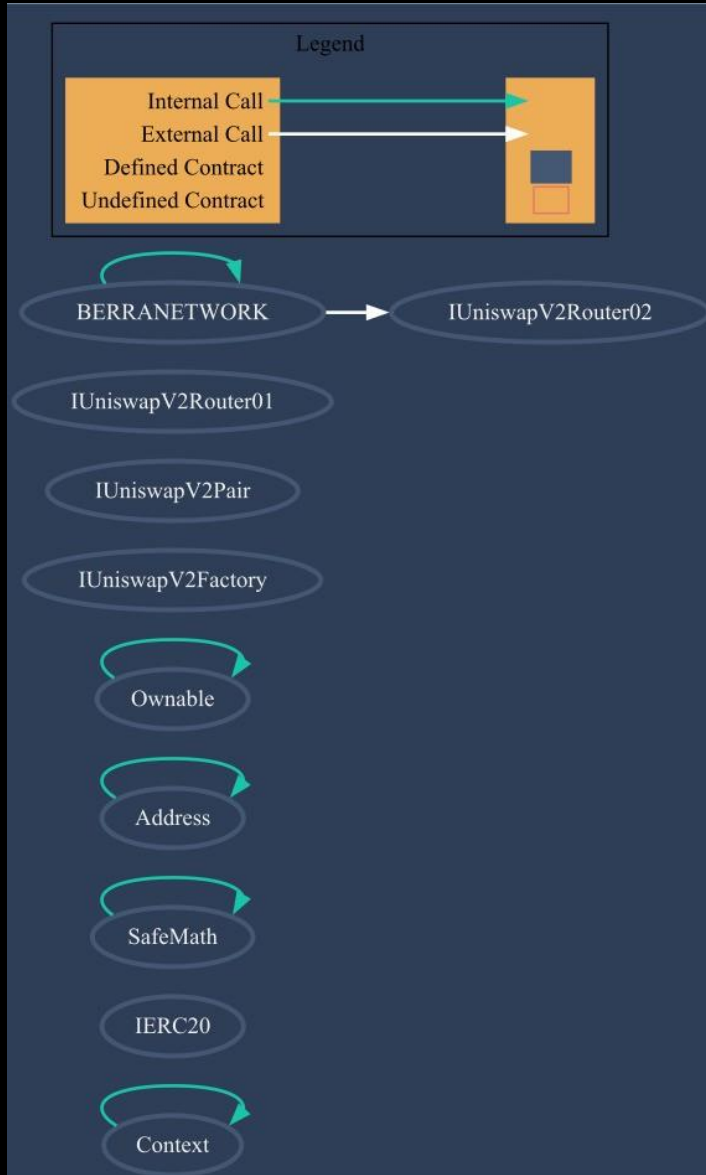 Legend
Internal Call
External Call
Defined Contract
Undefined Contract
BERRANETWORK
IUniswapV2Router02
IUniswapV2Router01
IUniswapV2Pair
IUniswapV2Factory
Ownable
Address
SafeMath
IERC20
Context